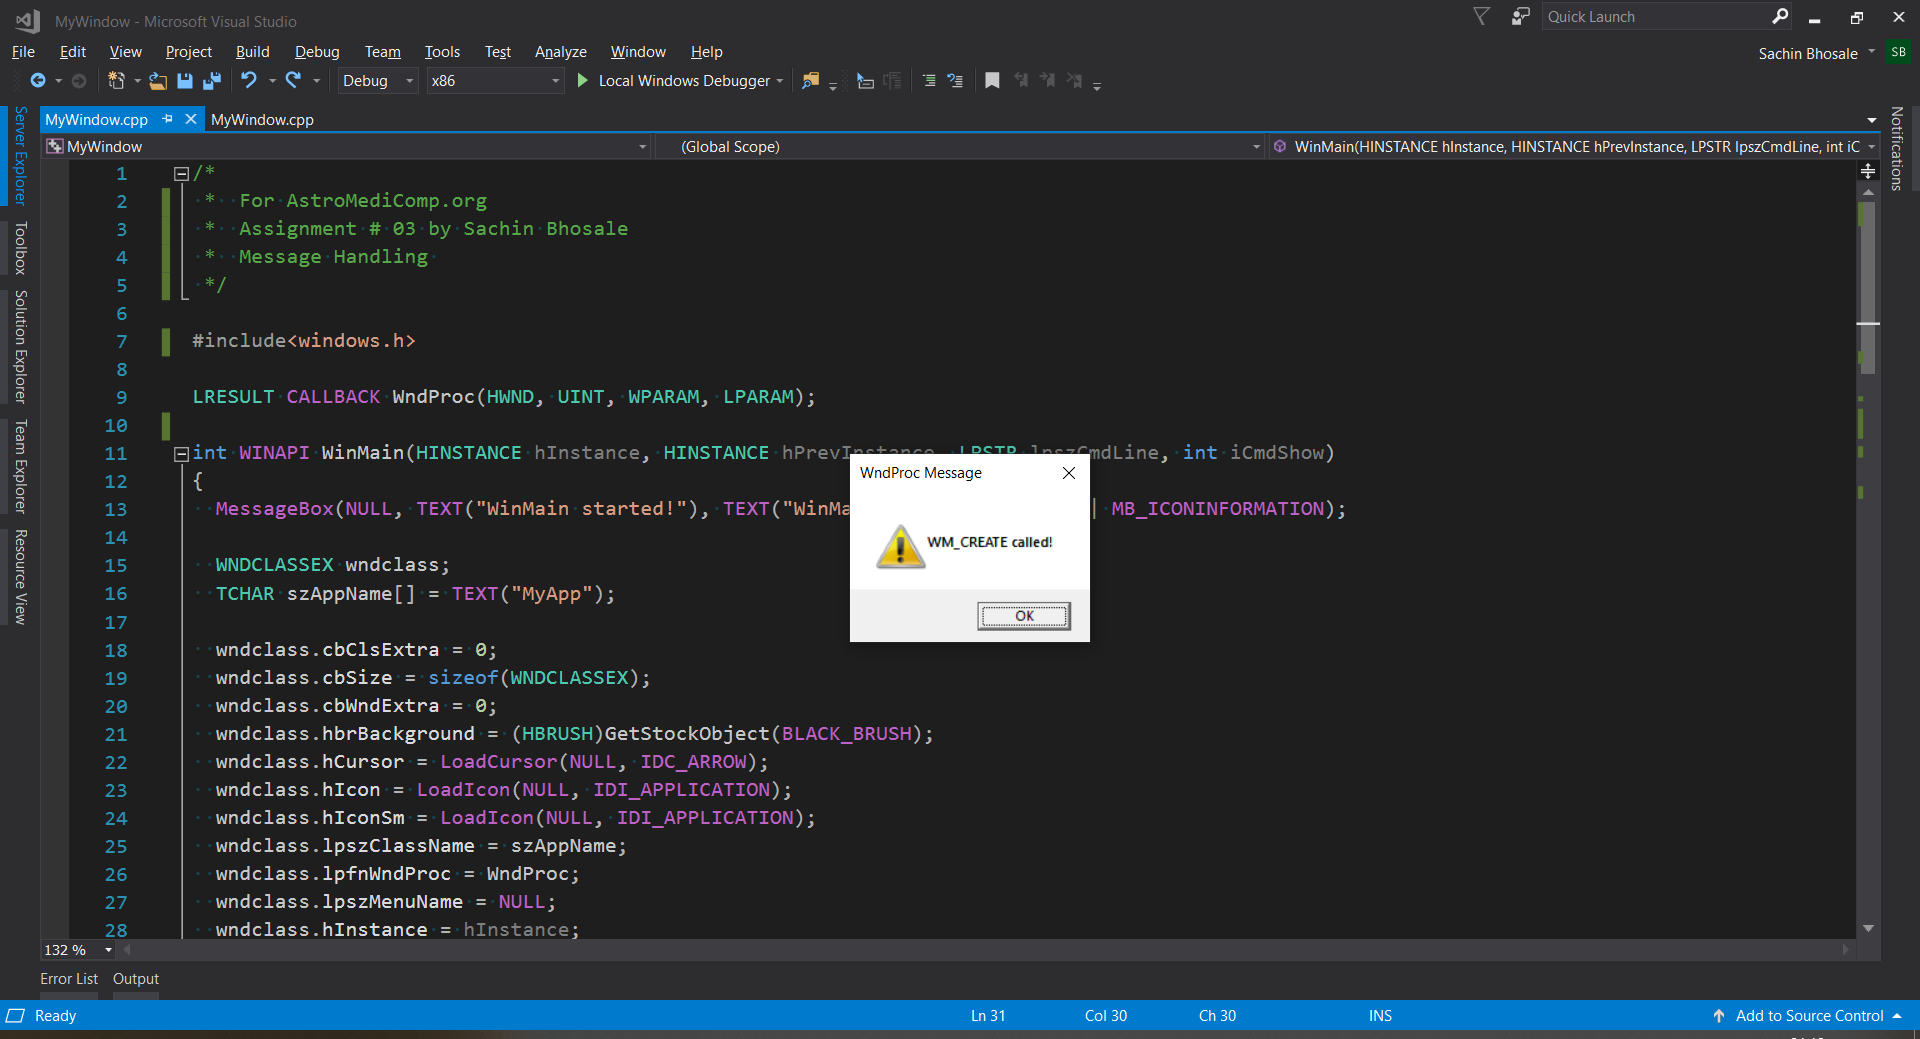 MyWindow - Microsoft Visual Studio
Quick Launch
File Edit View Project Build Debug Team Tools Test Analyze Window Help
Sachin Bhosale SB
Debug x86 Local Windows Debugger
MyWindow.cpp MyWindow.cpp
MyWindow (Global Scope) WinMain(HINSTANCE hInstance, HINSTANCE hPrevInstance, LPSTR lpszCmdLine, int iC
Server Explorer
Toolbox
Solution Explorer
Team Explorer
Resource View
Notifications
1 /*
2 * For AstroMediComp.org
3 * Assignment # 03 by Sachin Bhosale
4 * Message Handling
5 */
6
7 #include<windows.h>
8
9 LRESULT CALLBACK WndProc(HWND, UINT, WPARAM, LPARAM);
10
11 int WINAPI WinMain(HINSTANCE hInstance, HINSTANCE hPrevInstance, LPSTR lpszCmdLine, int iCmdShow)
12 {
13 MessageBox(NULL, TEXT("WinMain started!"), TEXT("WinMa | MB_ICONINFORMATION);
14
15 WNDCLASSEX wndclass;
16 TCHAR szAppName[] = TEXT("MyApp");
17
18 wndclass.cbClsExtra = 0;
19 wndclass.cbSize = sizeof(WNDCLASSEX);
20 wndclass.cbWndExtra = 0;
21 wndclass.hbrBackground = (HBRUSH)GetStockObject(BLACK_BRUSH);
22 wndclass.hCursor = LoadCursor(NULL, IDC_ARROW);
23 wndclass.hIcon = LoadIcon(NULL, IDI_APPLICATION);
24 wndclass.hIconSm = LoadIcon(NULL, IDI_APPLICATION);
25 wndclass.lpszClassName = szAppName;
26 wndclass.lpfnWndProc = WndProc;
27 wndclass.lpszMenuName = NULL;
28 wndclass.hInstance = hInstance;
WndProc Message
WM_CREATE called!
OK
132 %
Error List Output
Ready Ln 31 Col 30 Ch 30 INS Add to Source Control